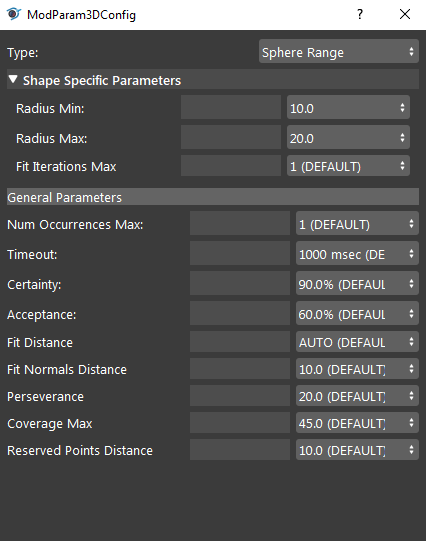 ModParam3DConfig ? ×
Type: Sphere Range
▼ Shape Specific Parameters
Radius Min: 10.0
Radius Max: 20.0
Fit Iterations Max 1 (DEFAULT)
General Parameters
Num Occurrences Max: 1 (DEFAULT)
Timeout: 1000 msec (DE
Certainty: 90.0% (DEFAUL
Acceptance: 60.0% (DEFAUL
Fit Distance AUTO (DEFAUL
Fit Normals Distance 10.0 (DEFAULT)
Perseverance 20.0 (DEFAULT)
Coverage Max 45.0 (DEFAULT)
Reserved Points Distance 10.0 (DEFAULT)